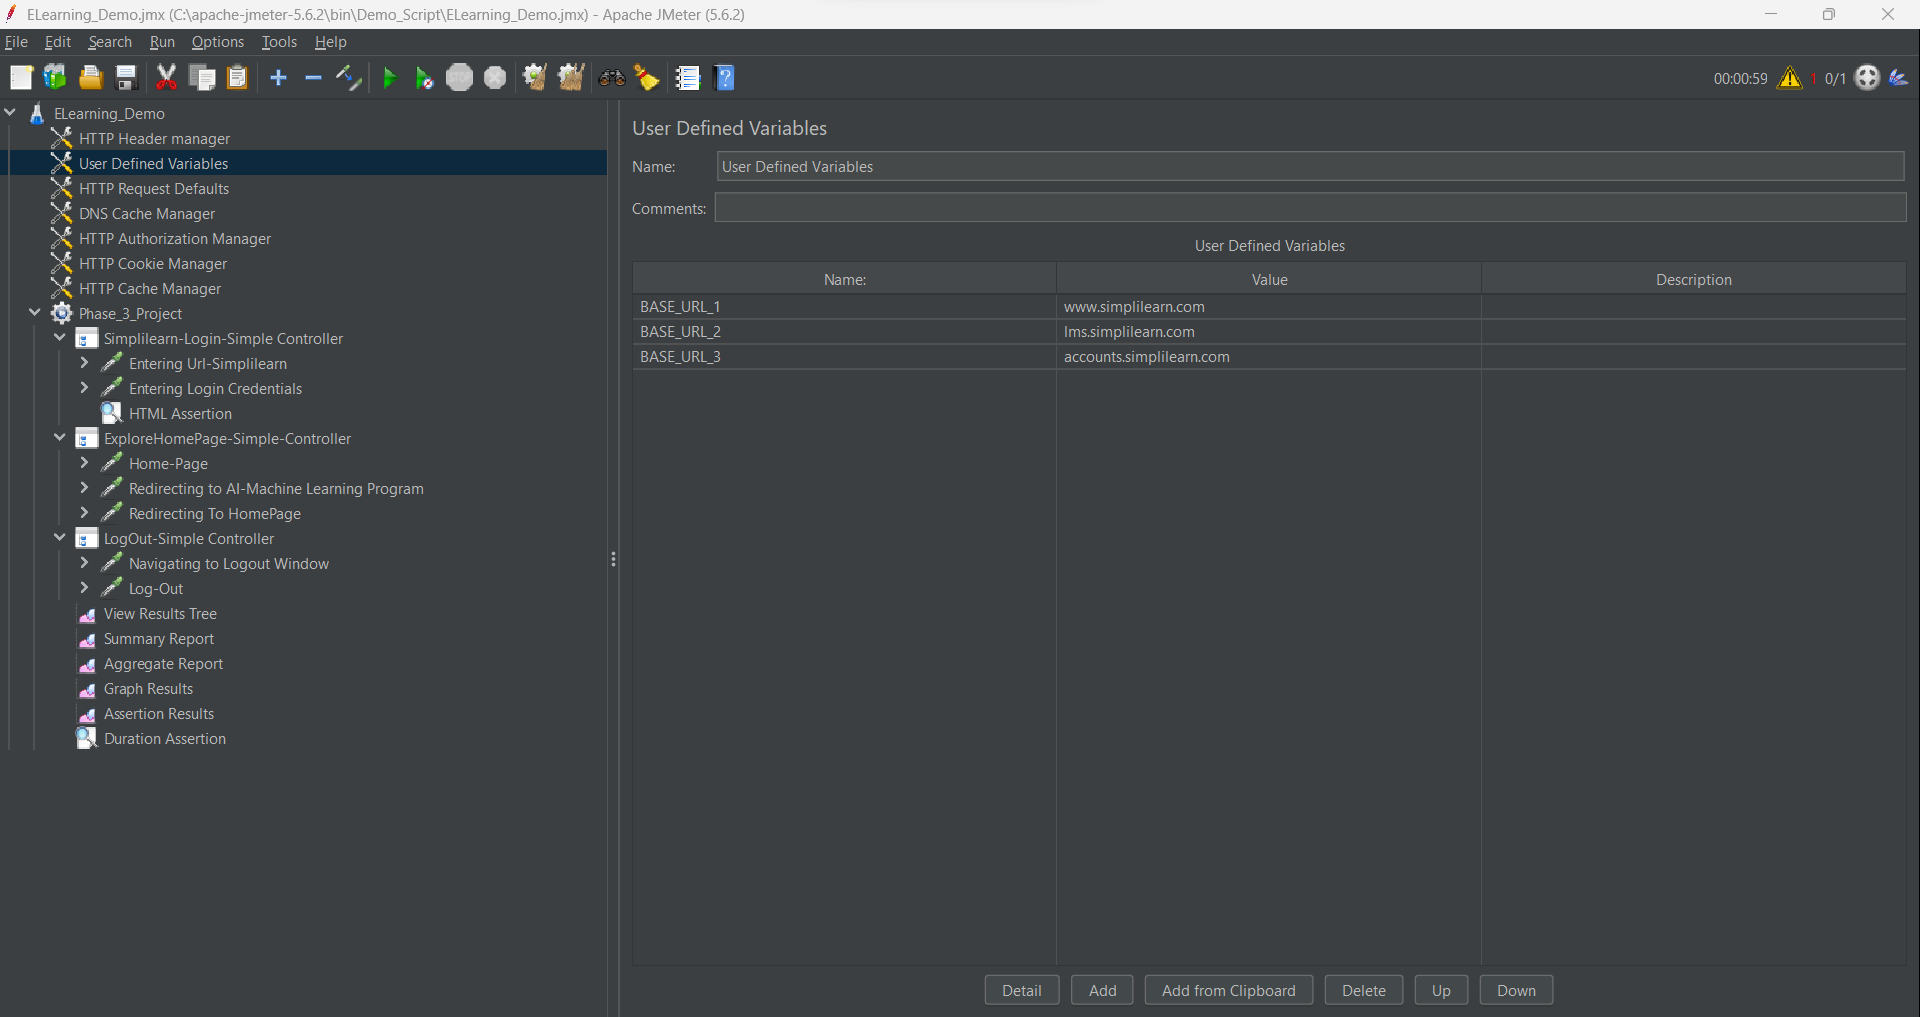 ELearning_Demo.jmx (C:\apache-jmeter-5.6.2\bin\Demo_Script\ELearning_Demo.jmx) - Apache JMeter (5.6.2)
File Edit Search Run Options Tools Help
STOP
00:00:59 1 0/1
ELearning_Demo
HTTP Header manager
User Defined Variables
HTTP Request Defaults
DNS Cache Manager
HTTP Authorization Manager
HTTP Cookie Manager
HTTP Cache Manager
Phase_3_Project
Simplilearn-Login-Simple Controller
Entering Url-Simplilearn
Entering Login Credentials
HTML Assertion
ExploreHomePage-Simple-Controller
Home-Page
Redirecting to AI-Machine Learning Program
Redirecting To HomePage
LogOut-Simple Controller
Navigating to Logout Window
Log-Out
View Results Tree
Summary Report
Aggregate Report
Graph Results
Assertion Results
Duration Assertion
User Defined Variables
Name: User Defined Variables
Comments:
User Defined Variables
Name: Value Description
BASE_URL_1 www.simplilearn.com
BASE_URL_2 lms.simplilearn.com
BASE_URL_3 accounts.simplilearn.com
Detail Add Add from Clipboard Delete Up Down